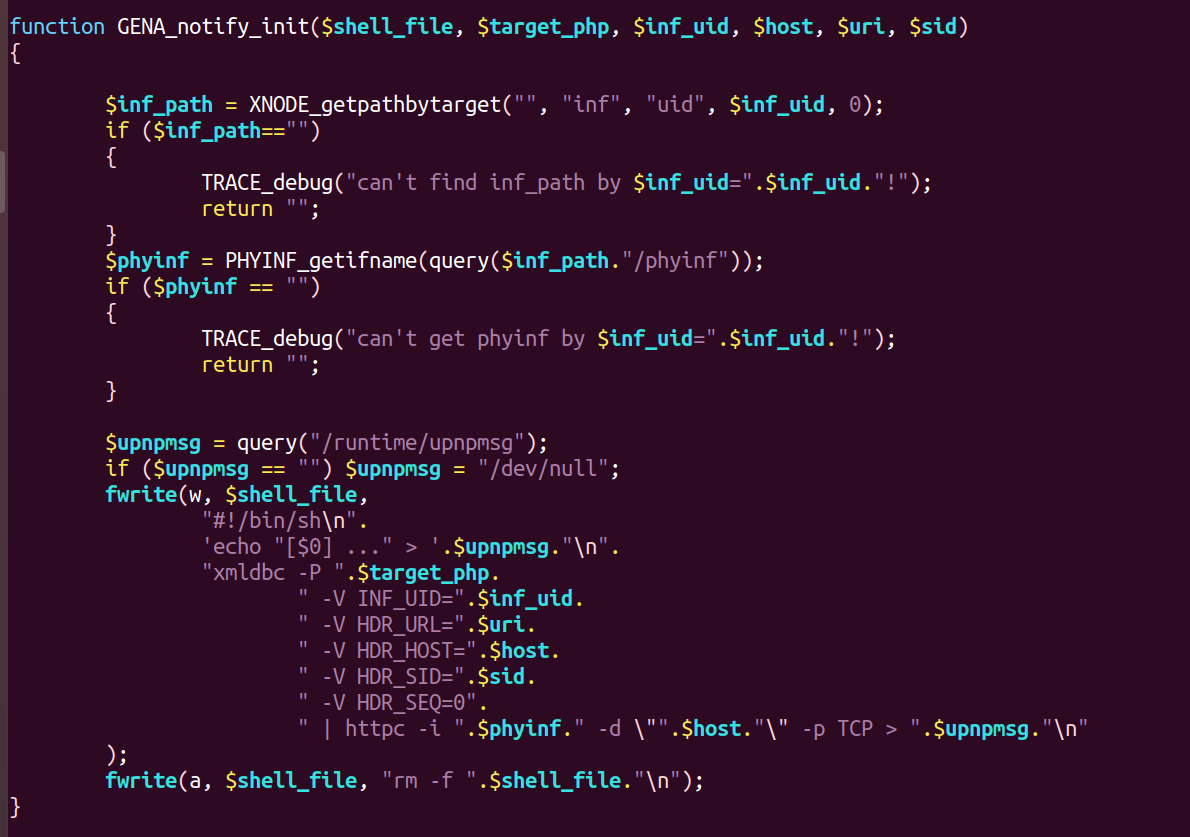 function GENA_notify_init($shell_file, $target_php, $inf_uid, $host, $uri, $sid)
{
$inf_path = XNODE_getpathbytarget("", "inf", "uid", $inf_uid, 0);
if ($inf_path=="")
{
TRACE_debug("can't find inf_path by $inf_uid=".$inf_uid."!");
return "";
}
$phyinf = PHYINF_getifname(query($inf_path."/phyinf"));
if ($phyinf == "")
{
TRACE_debug("can't get phyinf by $inf_uid=".$inf_uid."!");
return "";
}
$upnpmsg = query("/runtime/upnpmsg");
if ($upnpmsg == "") $upnpmsg = "/dev/null";
fwrite(w, $shell_file,
"#!/bin/sh\n".
'echo "[$0] ..." > '.$upnpmsg."\n".
"xmldbc -P ".$target_php.
" -V INF_UID=".$inf_uid.
" -V HDR_URL=".$uri.
" -V HDR_HOST=".$host.
" -V HDR_SID=".$sid.
" -V HDR_SEQ=0".
" | httpc -i ".$phyinf." -d \"".$host."\" -p TCP > ".$upnpmsg."\n"
);
fwrite(a, $shell_file, "rm -f ".$shell_file."\n");
}